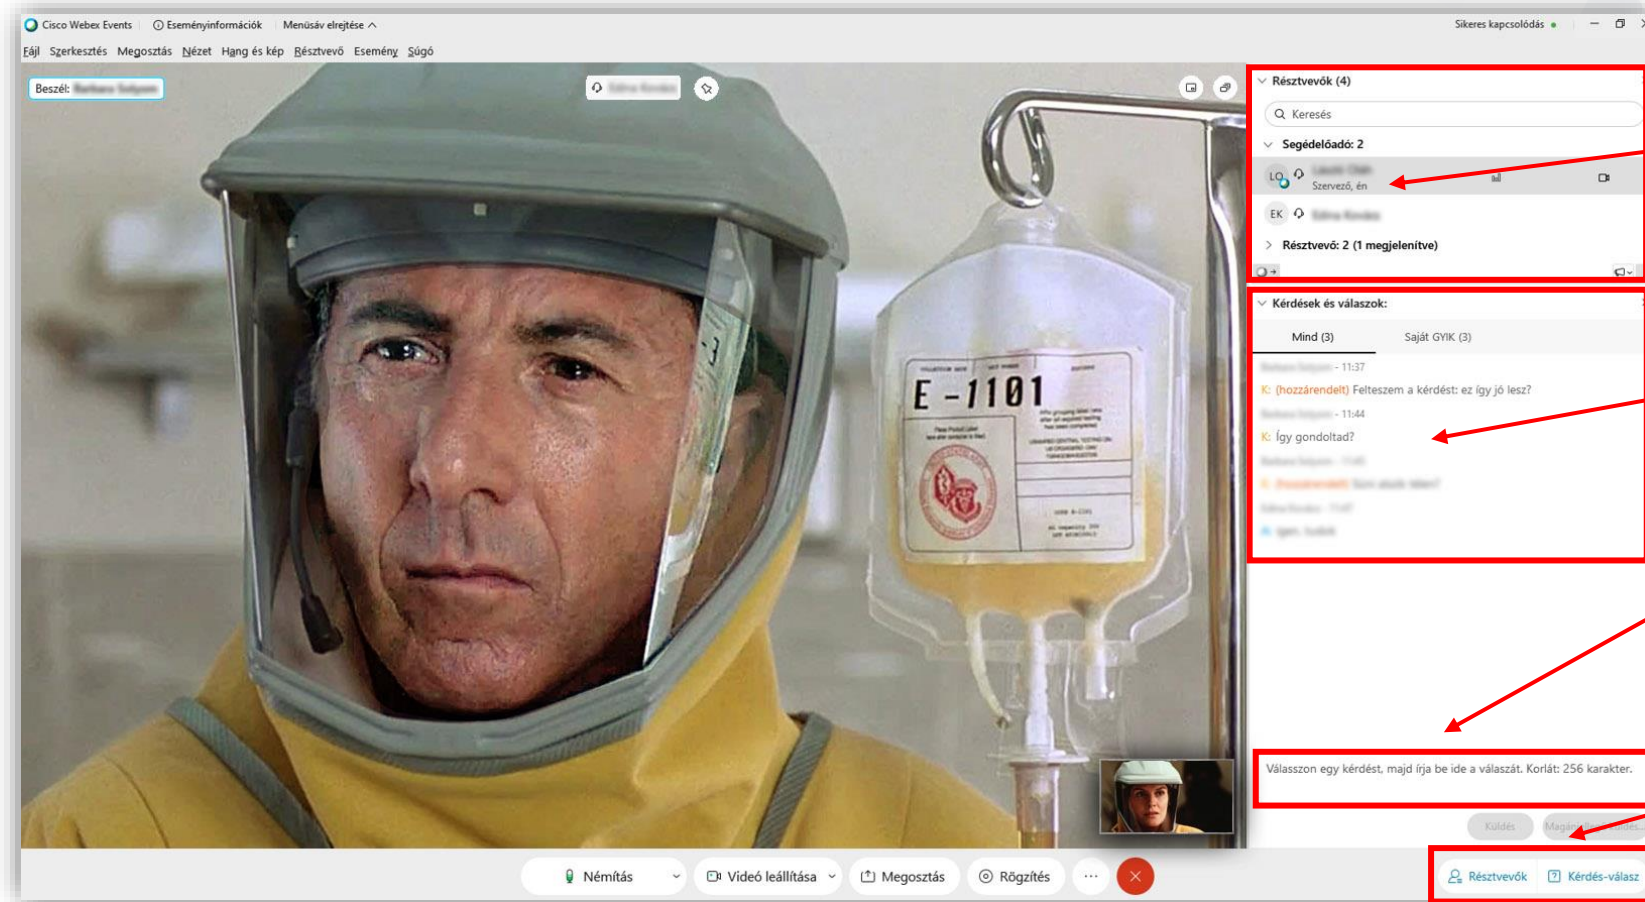 Cisco Webex Events Eseményinformációk Menüsáv elrejtése
Sikeres kapcsolódás
Fájl Szerkesztés Megosztás Nézet Hang és kép Résztvevő Esemény Súgó
Beszél:
E-1101
Résztvevők (4)
Keresés
Segédelőadó: 2
LO
Szervező, én
EK
Résztvevő: 2 (1 megjelenítve)
Kérdések és válaszok:
Mind (3) Saját GYIK (3)
- 11:37
K: (hozzárendelt) Felteszem a kérdést: ez így jó lesz?
- 11:44
K: Így gondoltad?
Válasszon egy kérdést, majd írja be ide a válaszát. Korlát: 256 karakter.
Küldés
Némítás Videó leállítása Megosztás Rögzítés
Résztvevők Kérdés-válasz